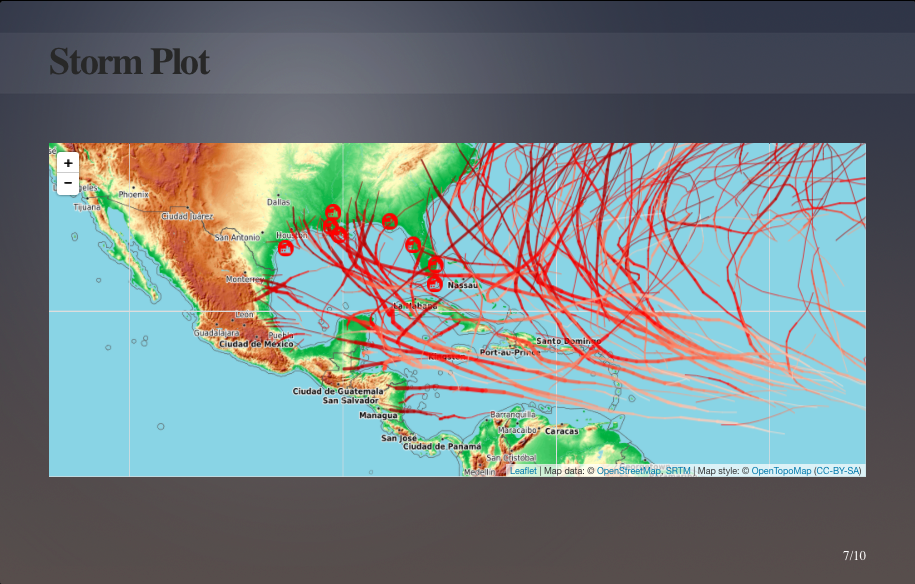 Storm Plot
+
−
Phoenix
Tijuana
Dallas
Ciudad Juárez
San Antonio
Houston
Monterrey
Nassau
La Habana
León
Guadalajara
Puebla
Ciudad de México
Santo Domingo
Port-au-Prince
Kingston
Ciudad de Guatemala
San Salvador
Managua
Barranquilla
Maracaibo
Caracas
San José
Ciudad de Panamá
San Cristóbal
Medellín
Leaflet | Map data: © OpenStreetMap, SRTM | Map style: © OpenTopoMap (CC-BY-SA)
7/10